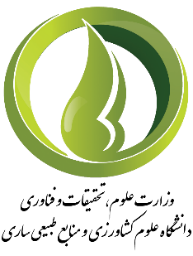 وزارت علوم، تحقیقات و فناوری
دانشگاه علوم کشاورزی و منابع طبیعی ساری